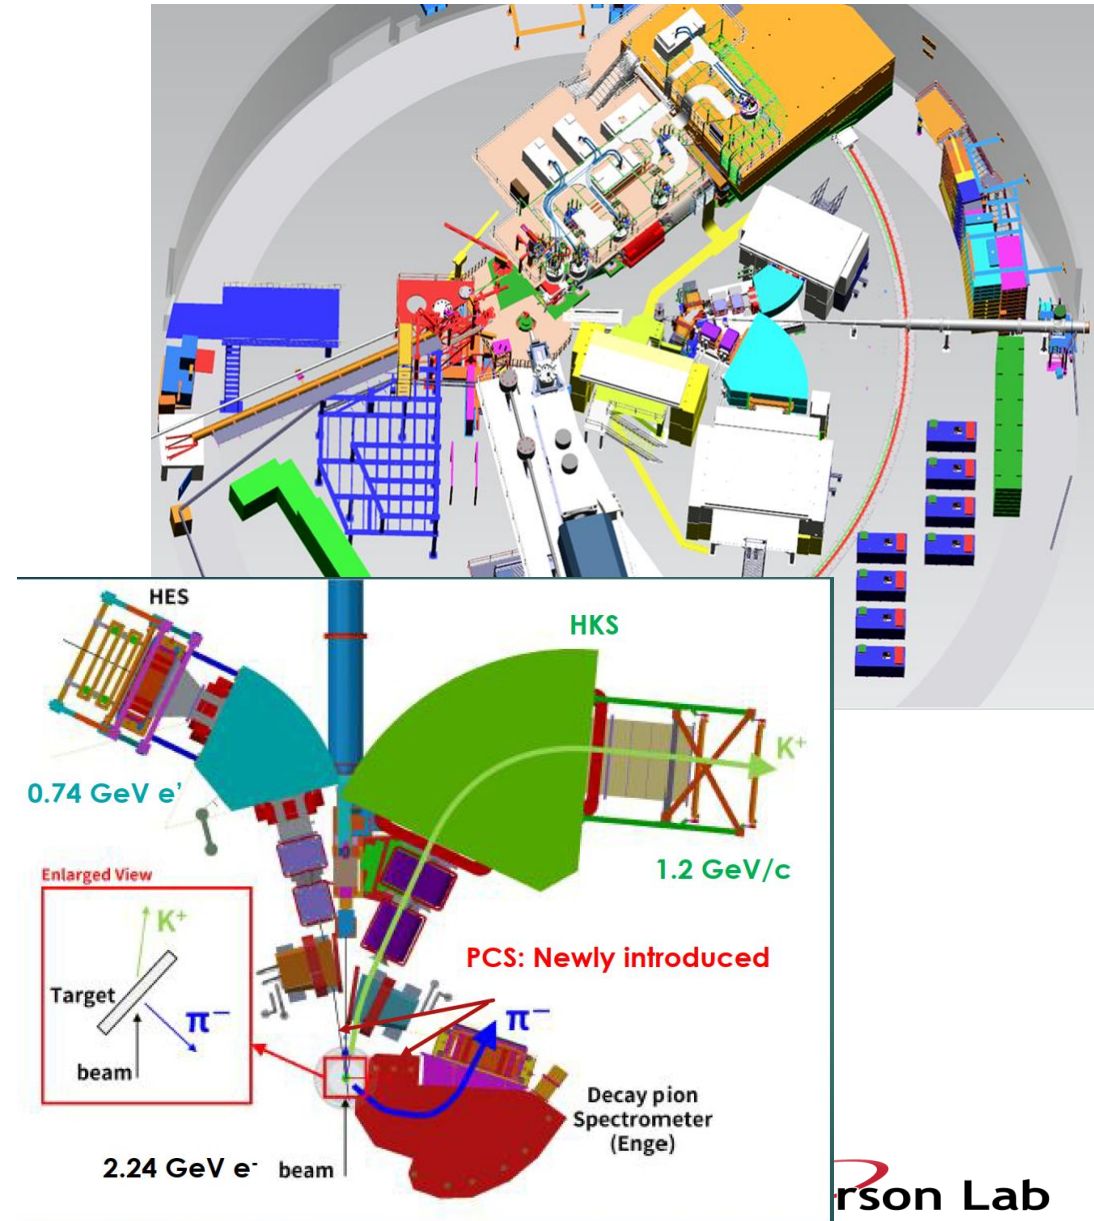 HES
HKS
K⁺
0.74 GeV e'
1.2 GeV/c
Enlarged View
K⁺
Target
π⁻
beam
PCS: Newly introduced
π⁻
Decay pion
Spectrometer
(Enge)
2.24 GeV e⁻ beam
rson Lab